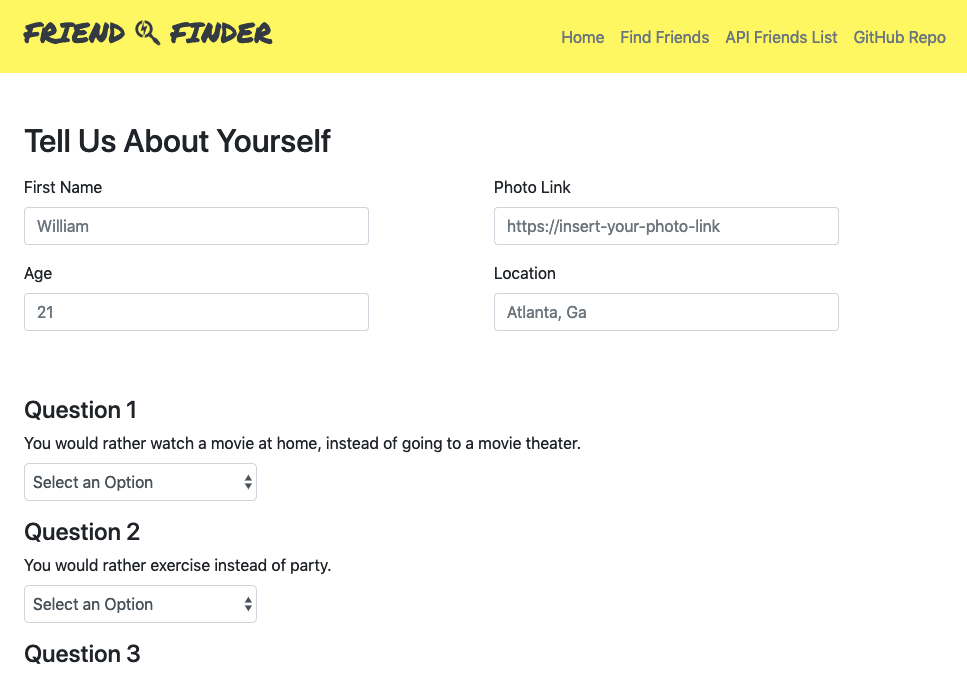 FRIEND FINDER
Home Find Friends API Friends List GitHub Repo
Tell Us About Yourself
First Name
William
Photo Link
https://insert-your-photo-link
Age
21
Location
Atlanta, Ga
Question 1
You would rather watch a movie at home, instead of going to a movie theater.
Select an Option
Question 2
You would rather exercise instead of party.
Select an Option
Question 3